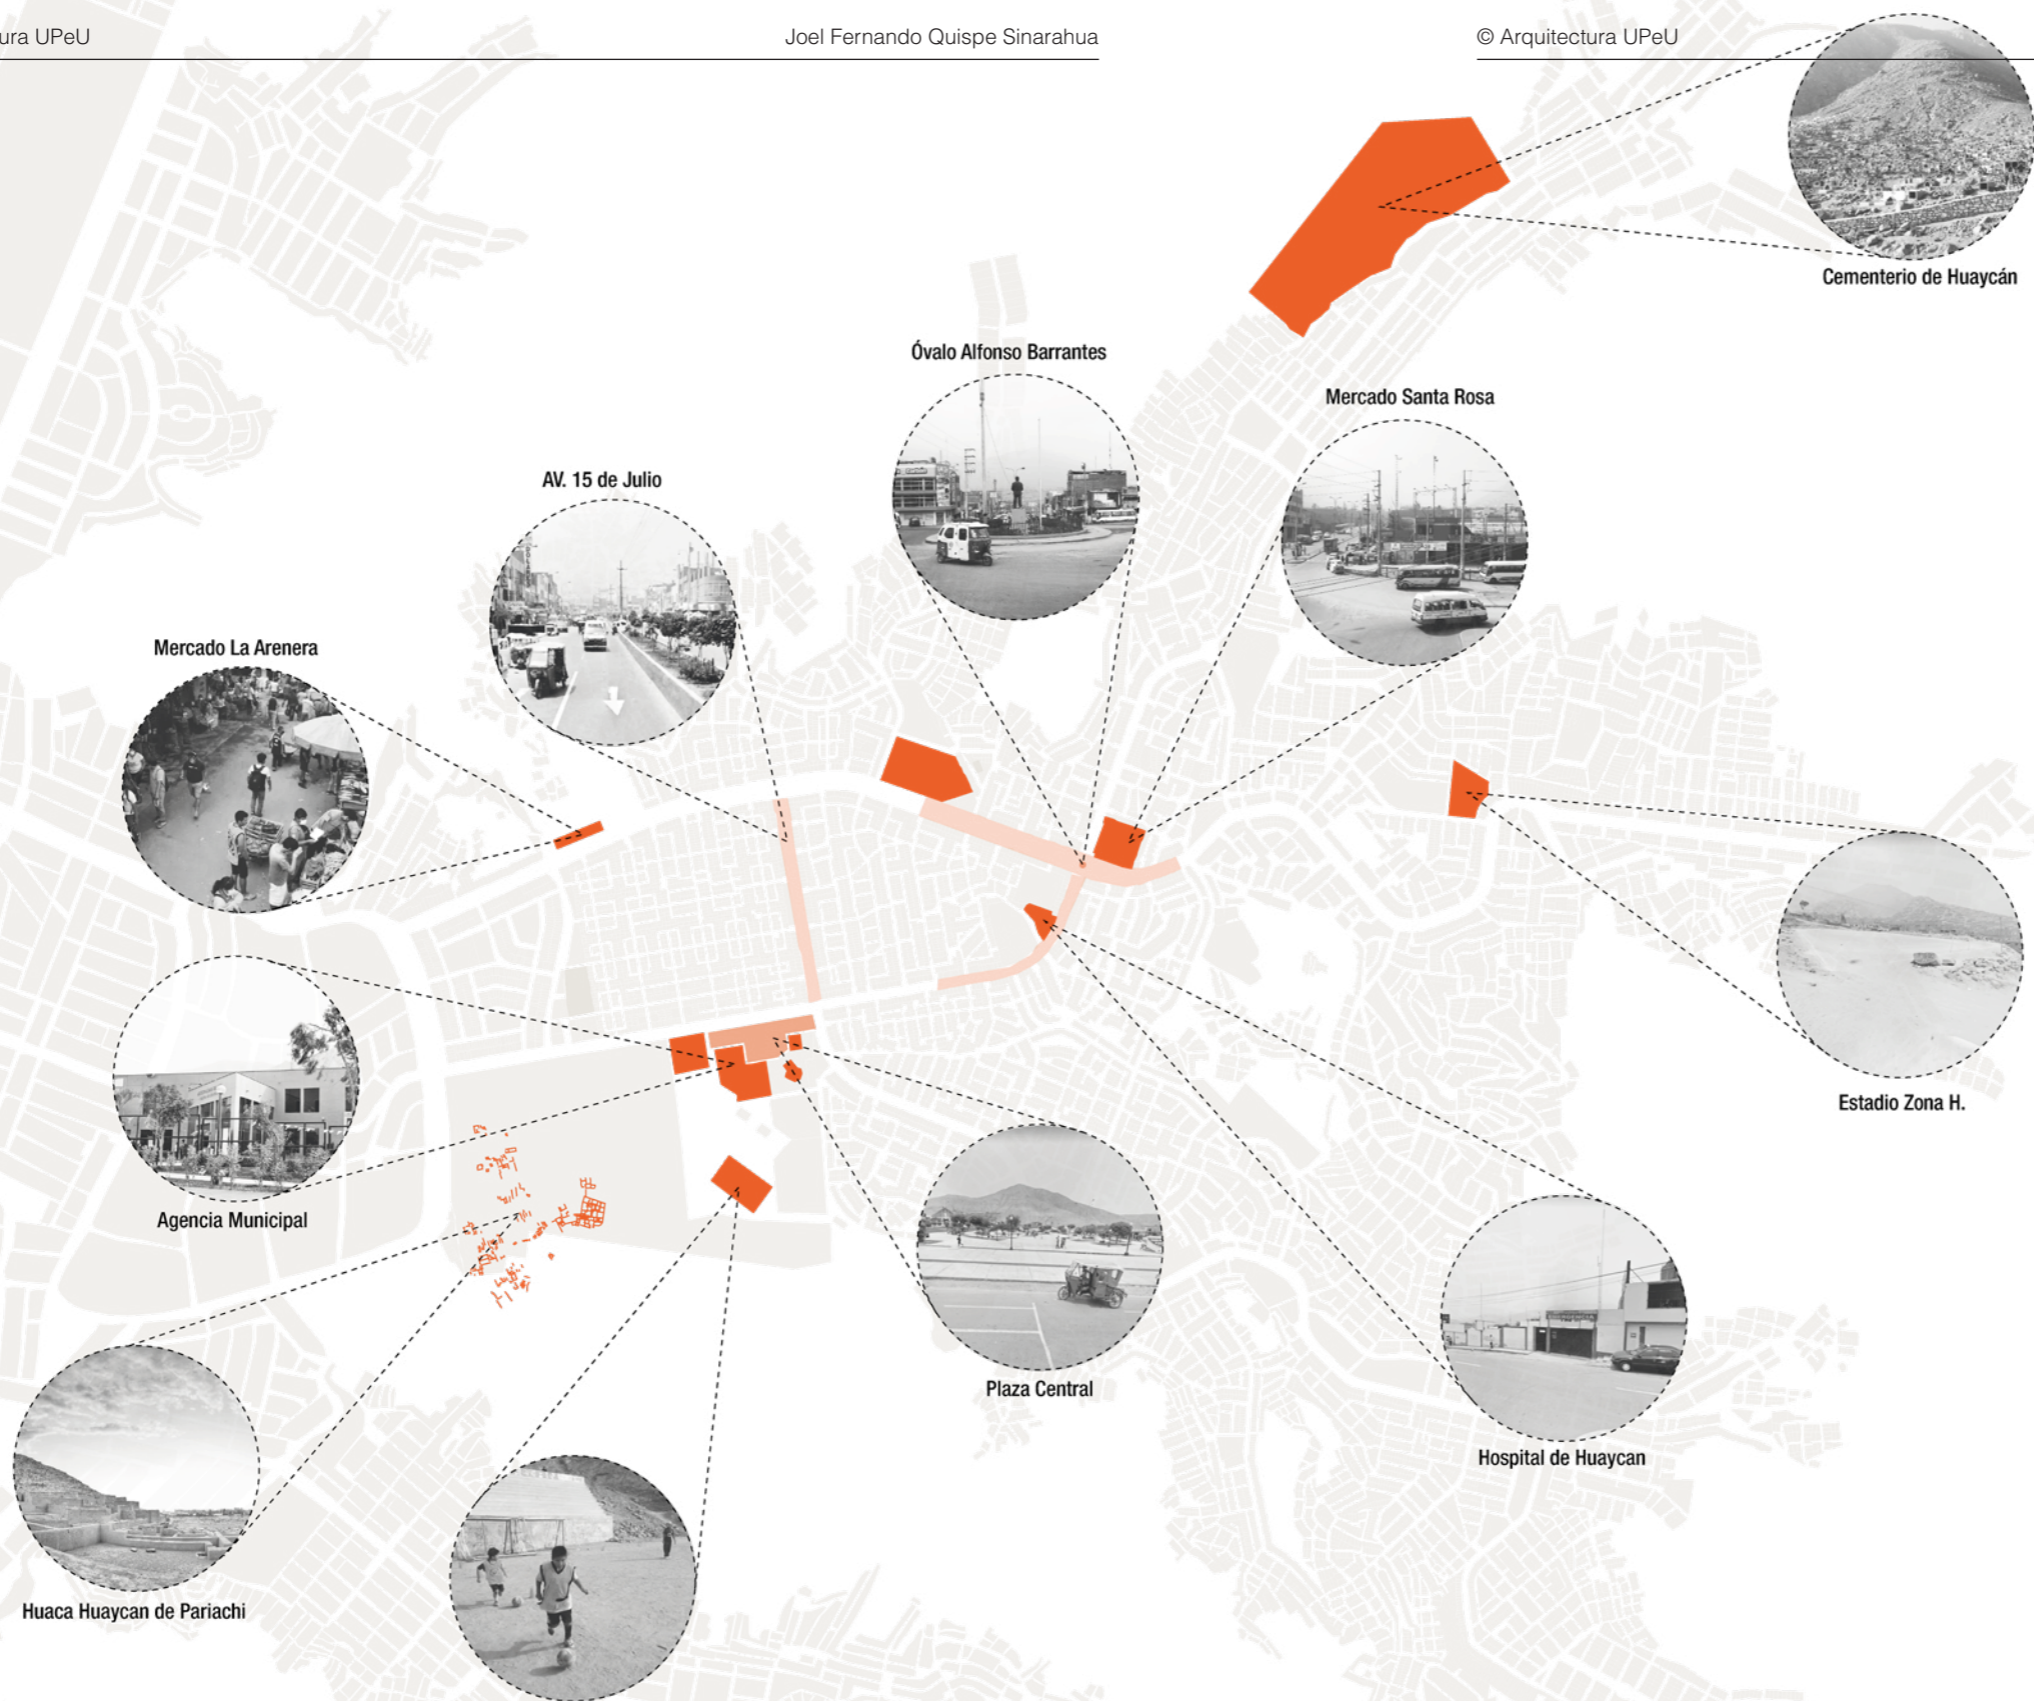 ura UPeU
Joel Fernando Quispe Sinarahua
© Arquitectura UPeU
Cementerio de Huaycán
Óvalo Alfonso Barrantes
Mercado Santa Rosa
AV. 15 de Julio
Mercado La Arenera
Estadio Zona H.
Agencia Municipal
Plaza Central
Hospital de Huaycan
Huaca Huaycan de Pariachi